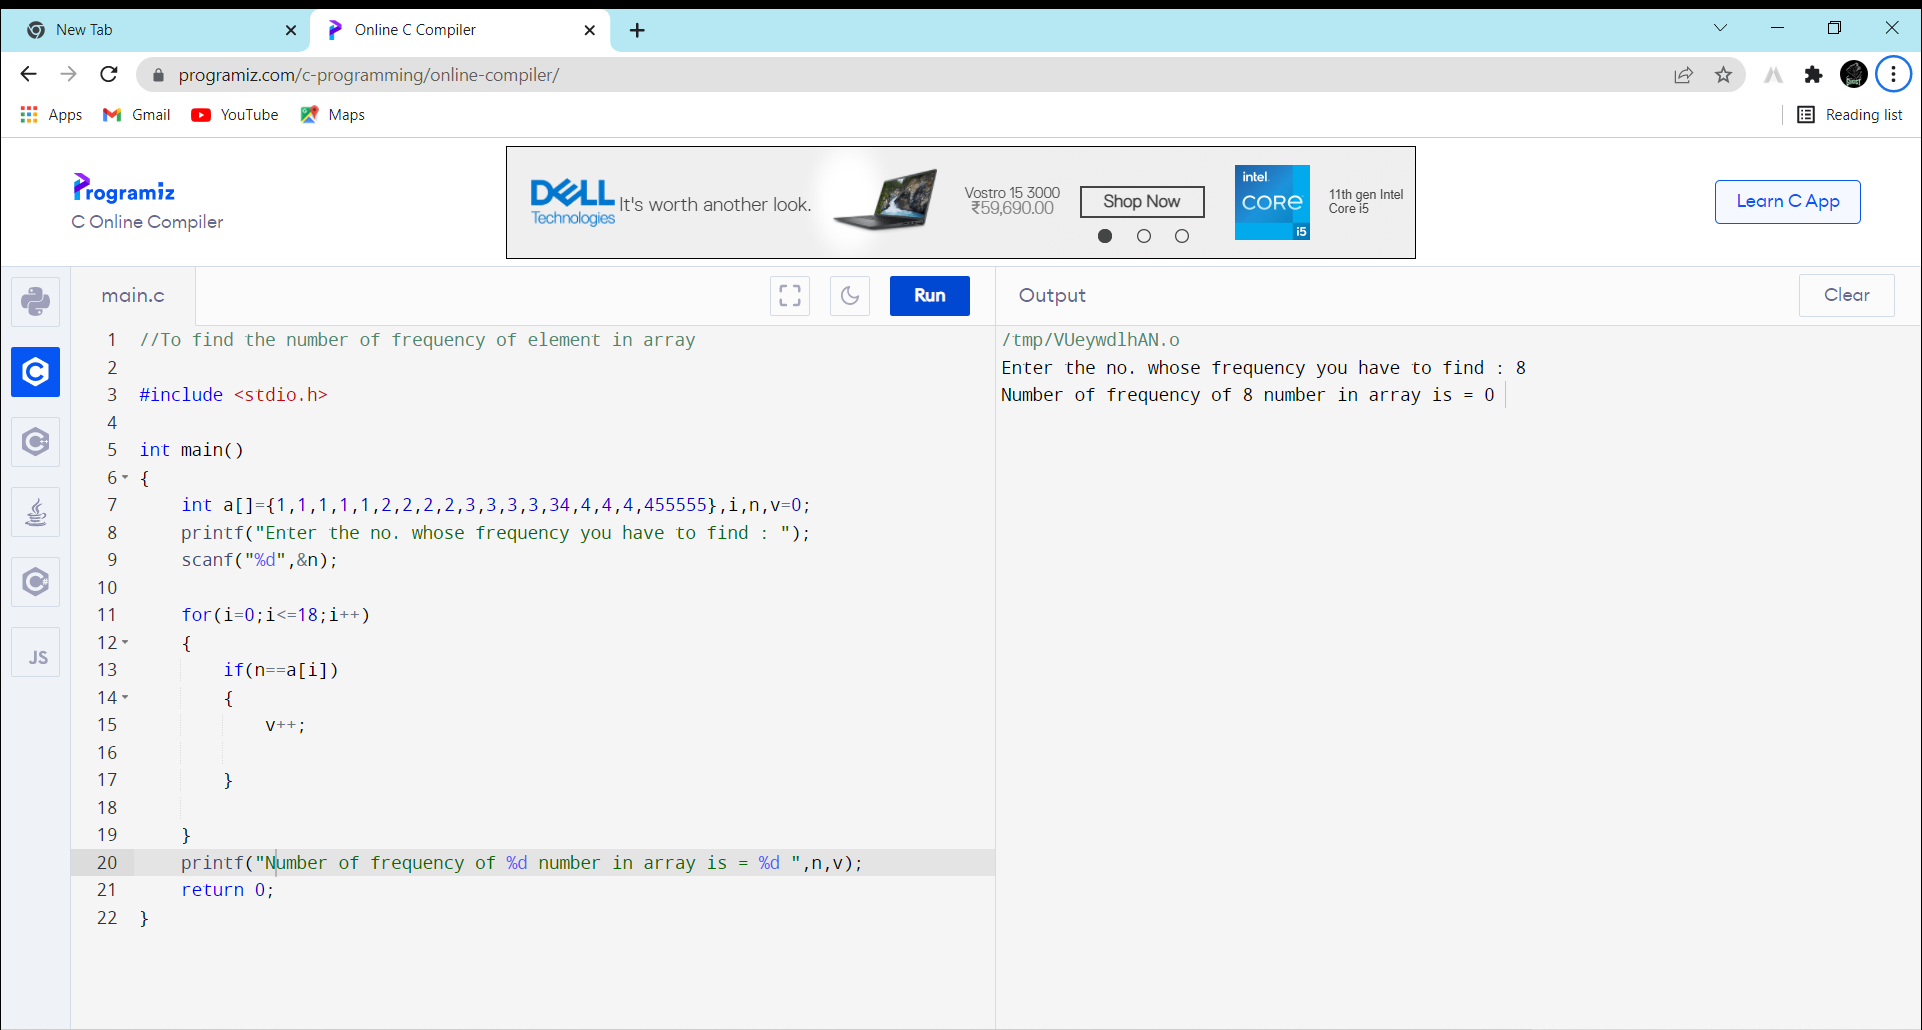 New Tab
Online C Compiler
programiz.com/c-programming/online-compiler/
Apps Gmail YouTube Maps Reading list
Programiz
C Online Compiler
DELL
Technologies
It's worth another look.
Vostro 15 3000
₹59,690.00
Shop Now
intel.
CORE
i5
11th gen Intel
Core i5
Learn C App
main.c
Run
Output
Clear
JS
1 //To find the number of frequency of element in array
2
3 #include <stdio.h>
4
5 int main()
6 {
7     int a[]={1,1,1,1,1,2,2,2,2,3,3,3,3,34,4,4,4,455555},i,n,v=0;
8     printf("Enter the no. whose frequency you have to find : ");
9     scanf("%d",&n);
10
11     for(i=0;i<=18;i++)
12     {
13         if(n==a[i])
14         {
15             v++;
16
17         }
18
19     }
20     printf("Number of frequency of %d number in array is = %d ",n,v);
21     return 0;
22 }
/tmp/VUeywdlhAN.o
Enter the no. whose frequency you have to find : 8
Number of frequency of 8 number in array is = 0